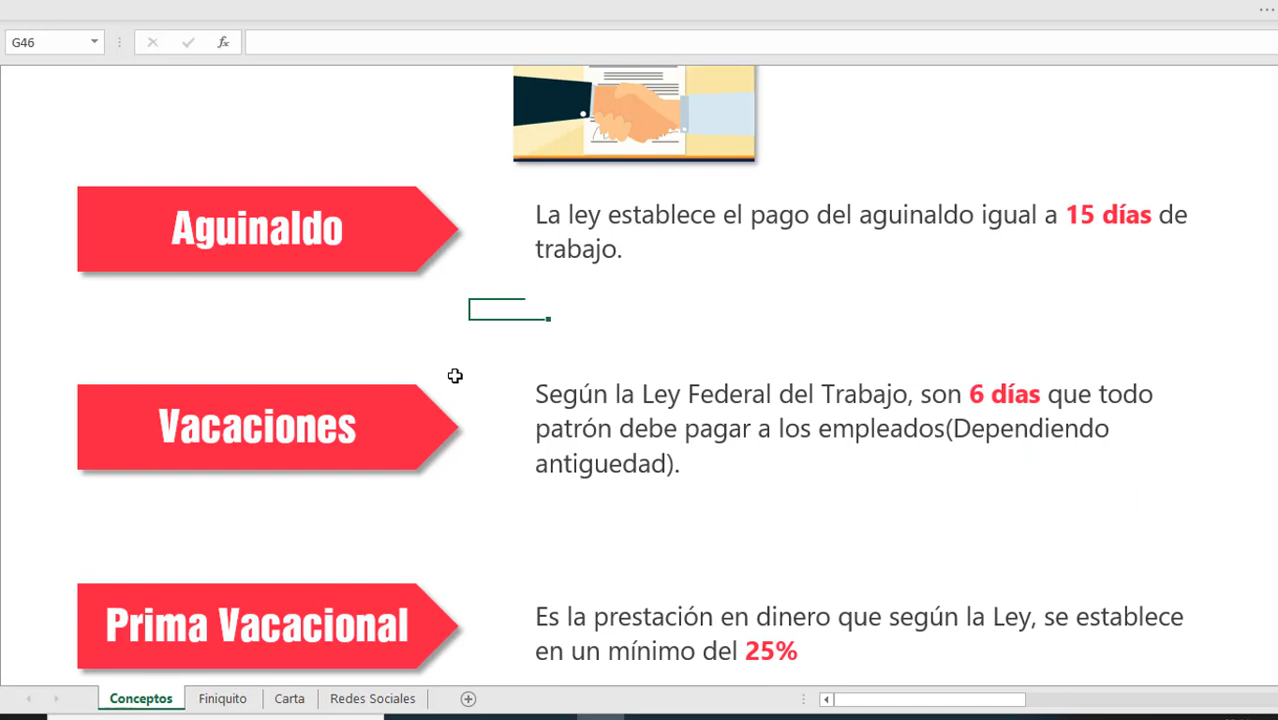 G46
fx
Aguinaldo
La ley establece el pago del aguinaldo igual a 15 días de
trabajo.
Vacaciones
Según la Ley Federal del Trabajo, son 6 días que todo
patrón debe pagar a los empleados(Dependiendo
antiguedad).
Prima Vacacional
Es la prestación en dinero que según la Ley, se establece
en un mínimo del 25%
Conceptos
Finiquito
Carta
Redes Sociales